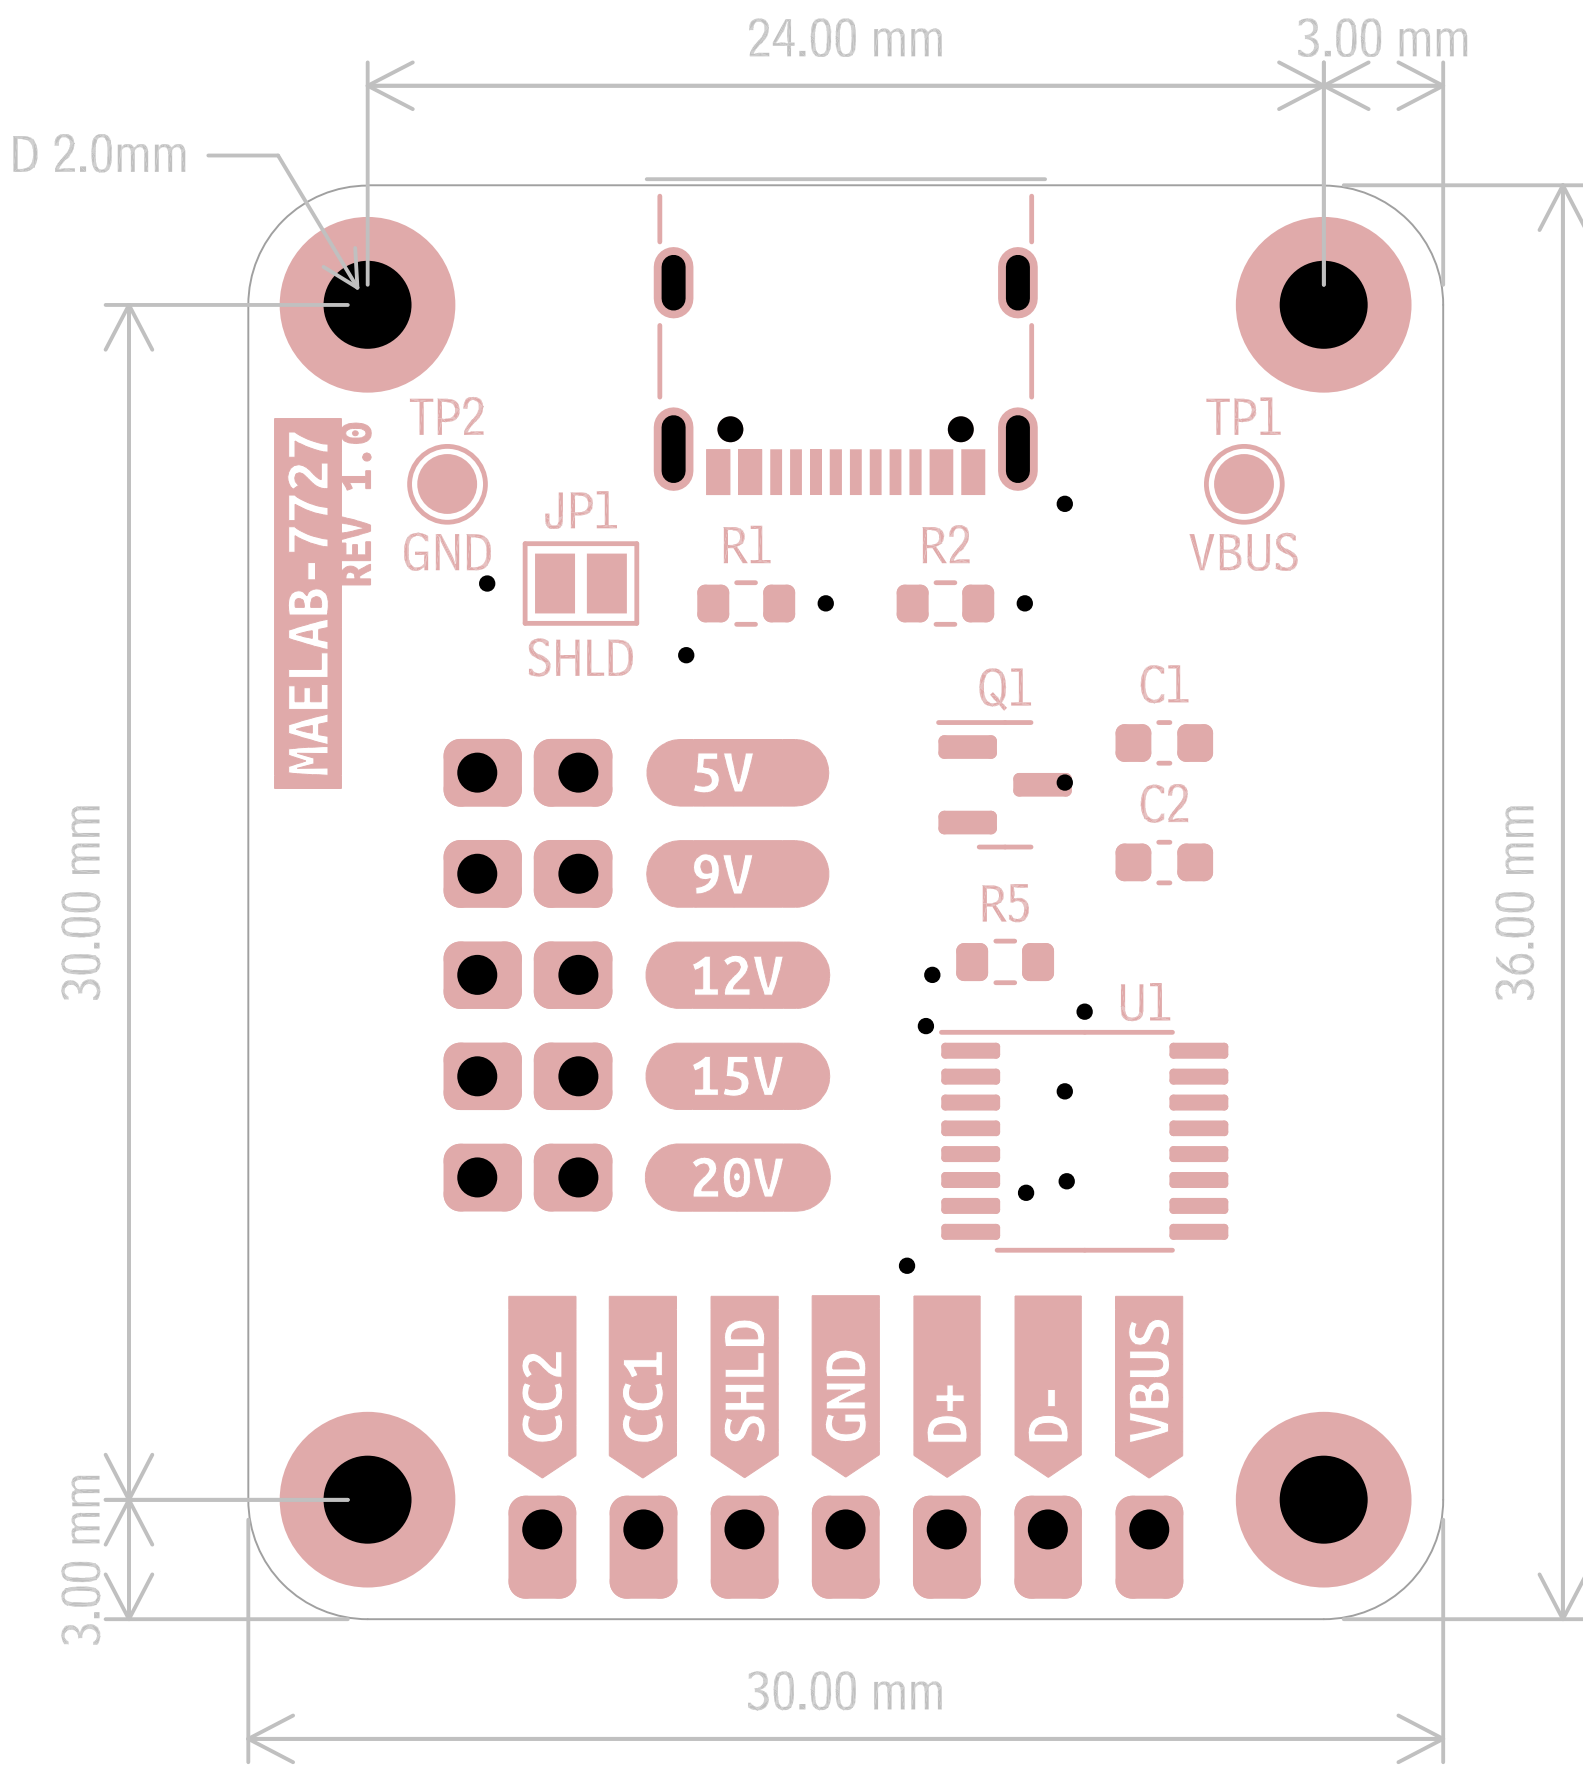 24.00 mm
3.00 mm
D 2.0mm
TP2
TP1
MAELAB-7727
REV 1.0
JP1
GND
R1
R2
VBUS
SHLD
Q1
C1
5V
C2
9V
R5
30.00 mm
36.00 mm
12V
U1
15V
20V
CC2
CC1
SHLD
GND
D+
D-
VBUS
3.00 mm
30.00 mm